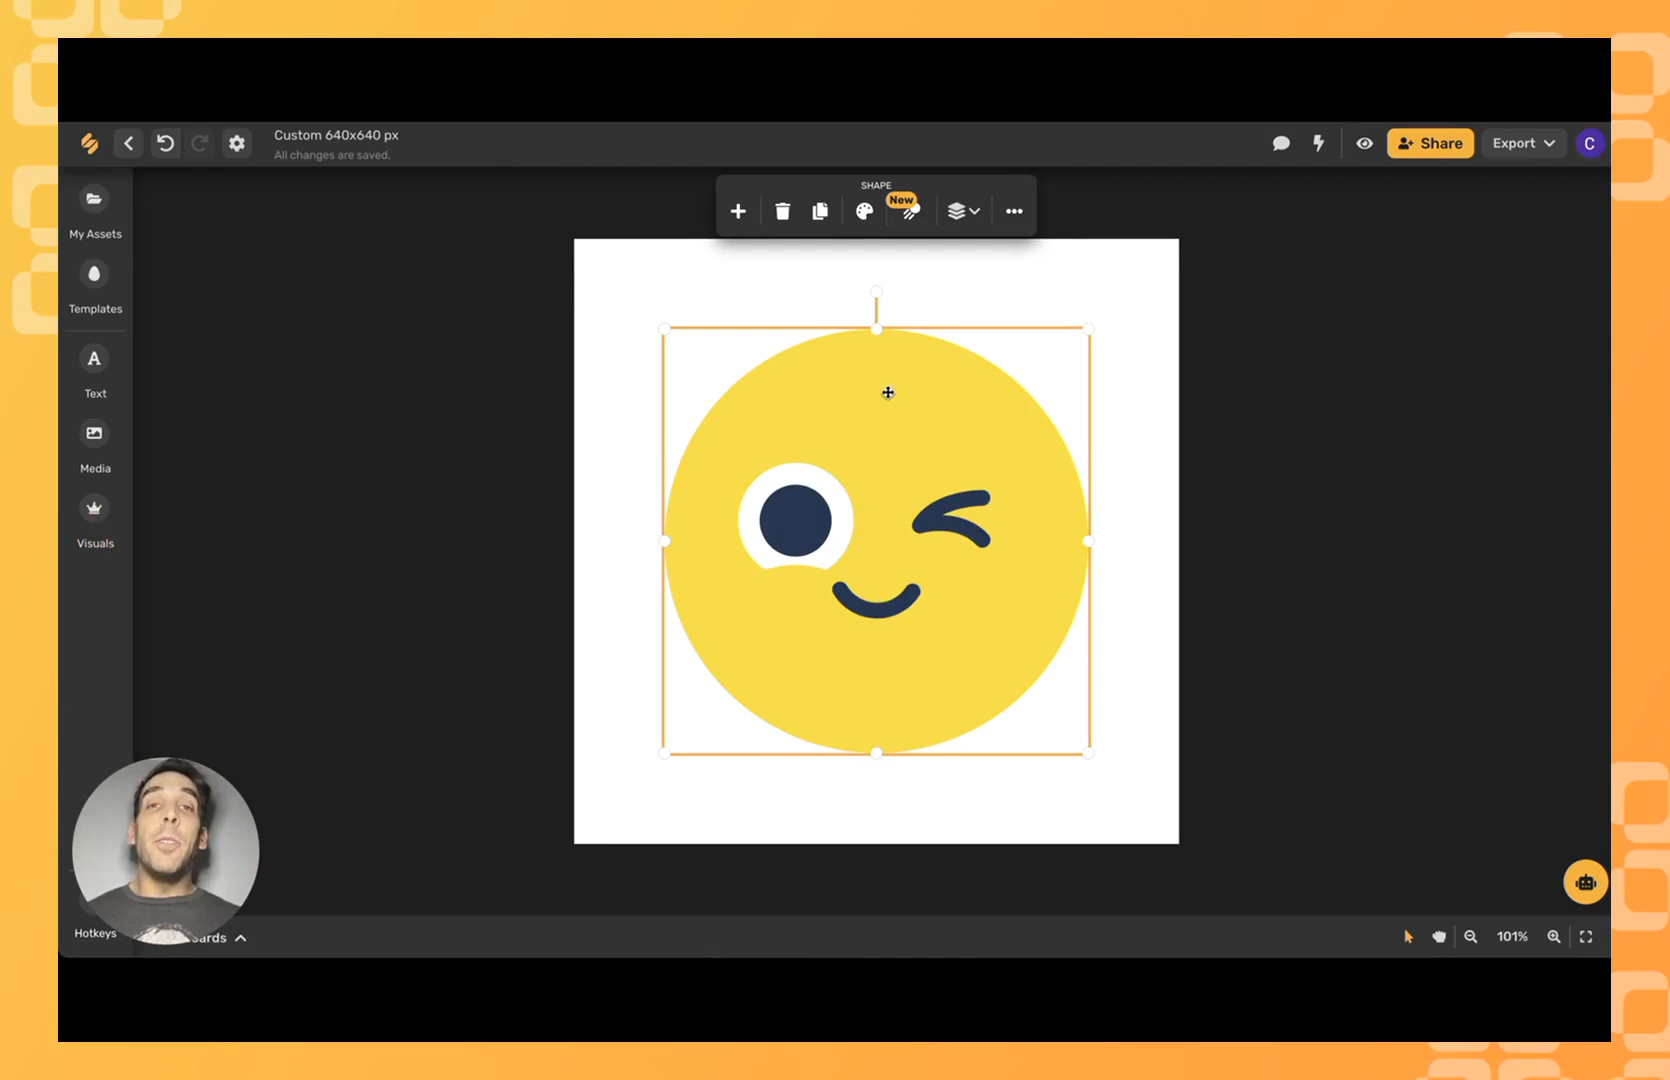 Custom 640x640 px
All changes are saved.
Share
Export
C
SHAPE
New
My Assets
Templates
A
Text
Media
Visuals
Hotkeys
ards
101%